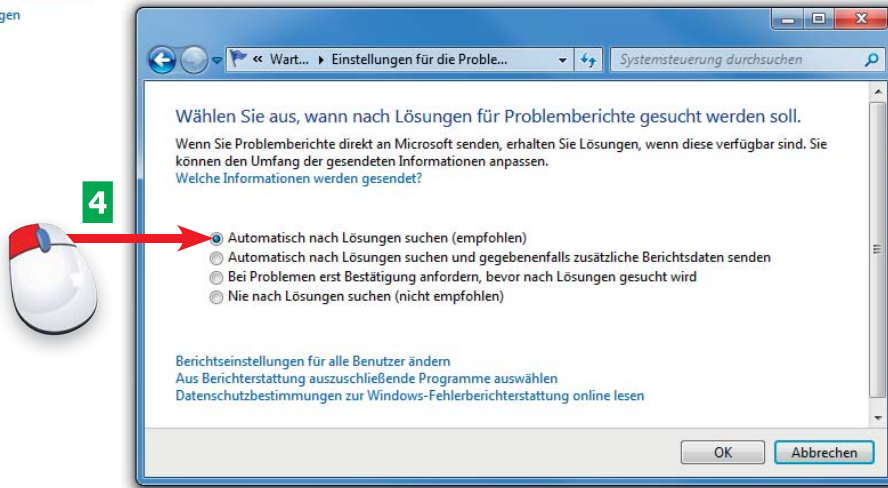 gen
« Wart... ▸ Einstellungen für die Proble...
Systemsteuerung durchsuchen
Wählen Sie aus, wann nach Lösungen für Problemberichte gesucht werden soll.
Wenn Sie Problemberichte direkt an Microsoft senden, erhalten Sie Lösungen, wenn diese verfügbar sind. Sie
können den Umfang der gesendeten Informationen anpassen.
Welche Informationen werden gesendet?
4
Automatisch nach Lösungen suchen (empfohlen)
Automatisch nach Lösungen suchen und gegebenenfalls zusätzliche Berichtsdaten senden
Bei Problemen erst Bestätigung anfordern, bevor nach Lösungen gesucht wird
Nie nach Lösungen suchen (nicht empfohlen)
Berichtseinstellungen für alle Benutzer ändern
Aus Berichterstattung auszuschließende Programme auswählen
Datenschutzbestimmungen zur Windows-Fehlerberichterstattung online lesen
OK
Abbrechen